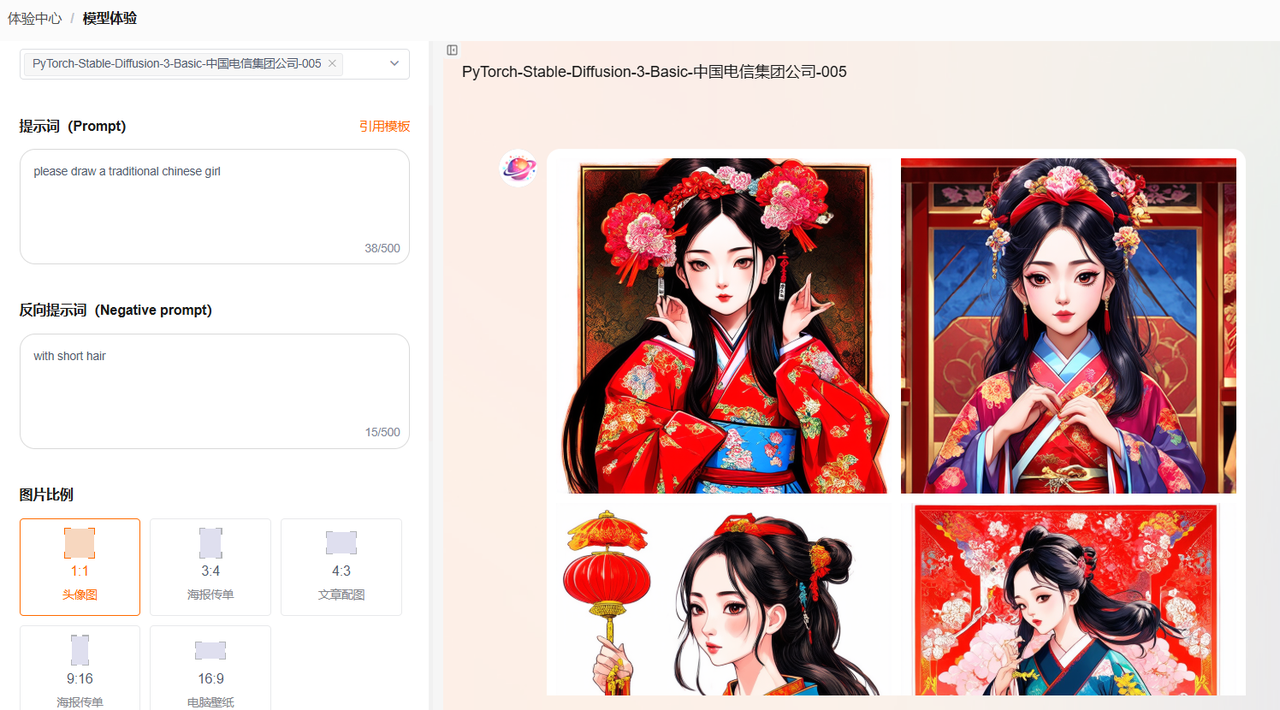 体验中心 / 模型体验
PyTorch-Stable-Diffusion-3-Basic-中国电信集团公司-005
提示词（Prompt)
引用模板
please draw a traditional chinese girl
38/500
反向提示词（Negative prompt)
with short hair
15/500
图片比例
1:1
头像图
3:4
海报传单
4:3
文章配图
9:16
海报传单
16:9
电脑壁纸
PyTorch-Stable-Diffusion-3-Basic-中国电信集团公司-005